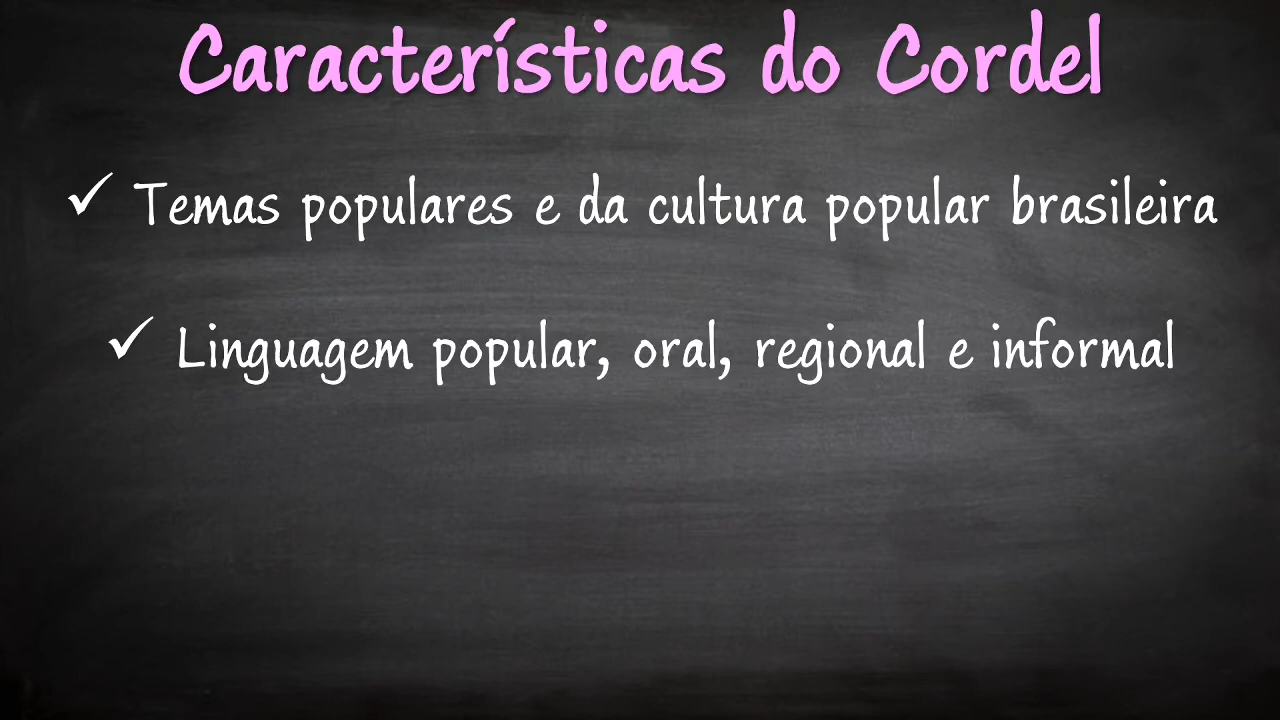 Características do Cordel
✓ Temas populares e da cultura popular brasileira
✓ Linguagem popular, oral, regional e informal